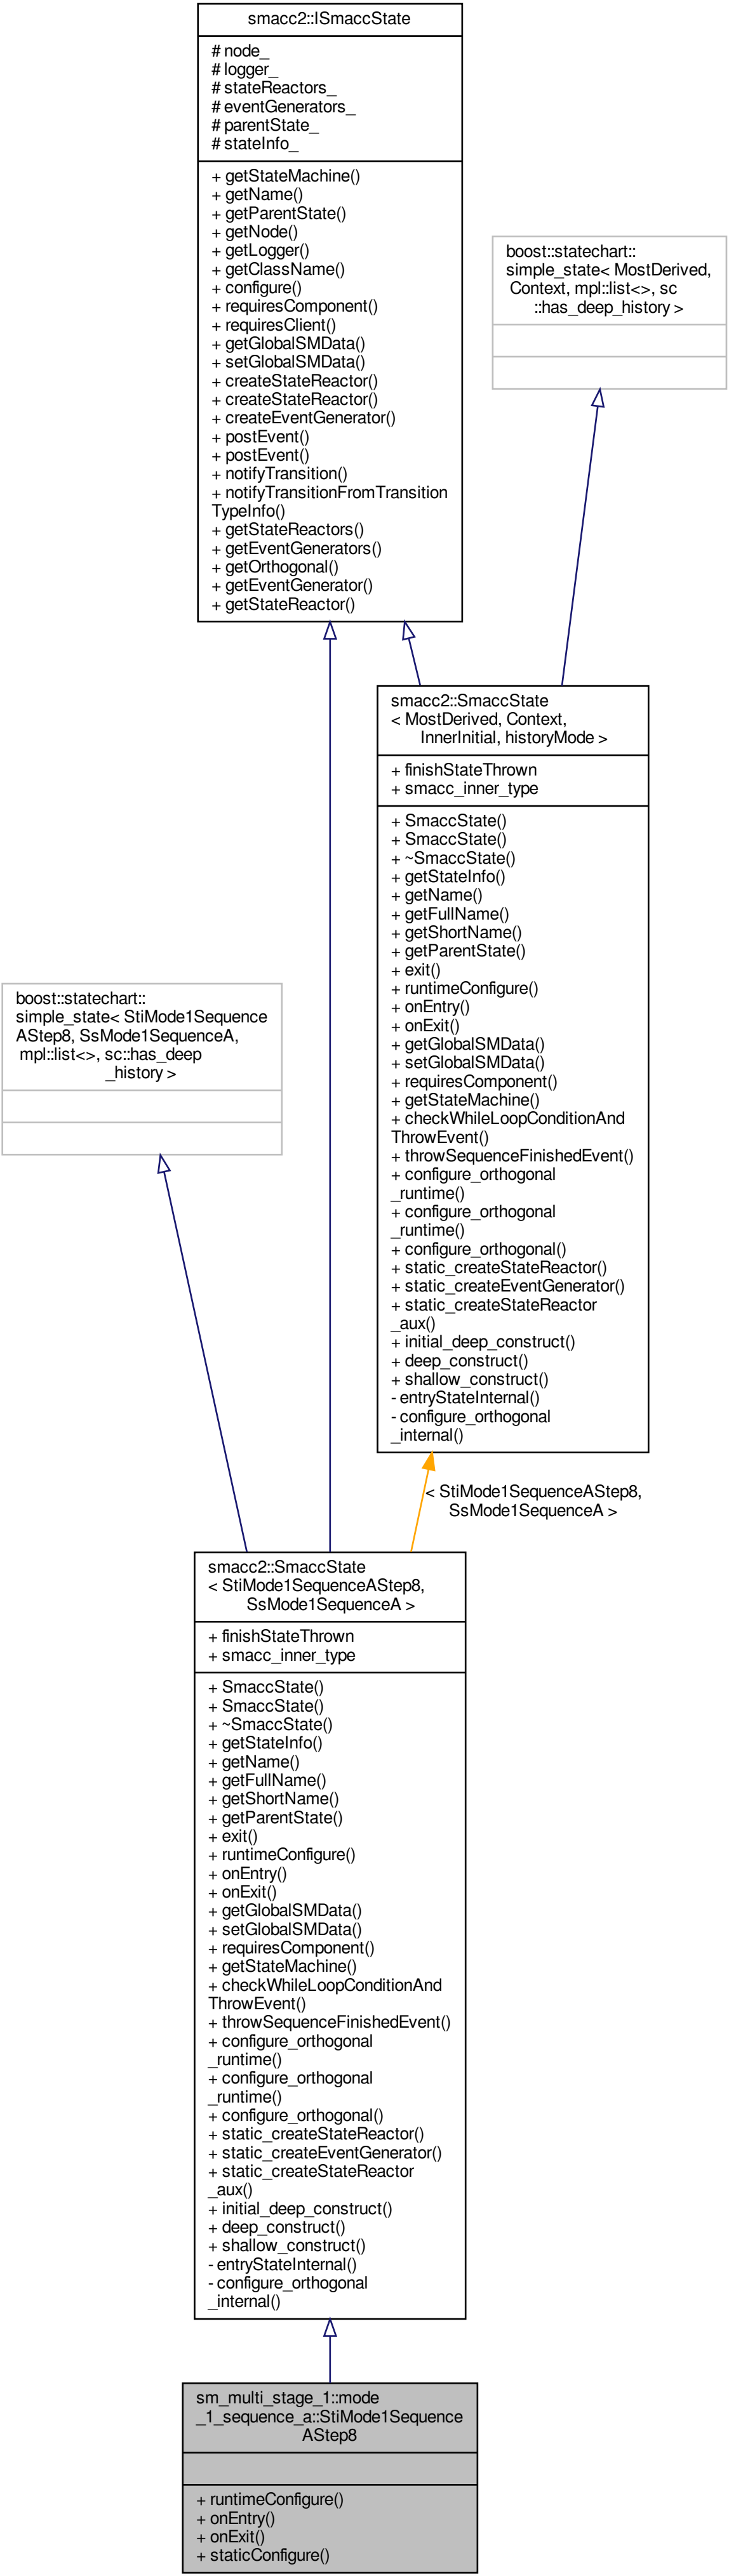 smacc2::ISmaccState
# node_
# logger_
# stateReactors_
# eventGenerators_
# parentState_
# stateInfo_
+ getStateMachine()
+ getName()
+ getParentState()
+ getNode()
+ getLogger()
+ getClassName()
+ configure()
+ requiresComponent()
+ requiresClient()
+ getGlobalSMData()
+ setGlobalSMData()
+ createStateReactor()
+ createStateReactor()
+ createEventGenerator()
+ postEvent()
+ postEvent()
+ notifyTransition()
+ notifyTransitionFromTransition
TypeInfo()
+ getStateReactors()
+ getEventGenerators()
+ getOrthogonal()
+ getEventGenerator()
+ getStateReactor()
boost::statechart::
simple_state< MostDerived,
Context, mpl::list<>, sc
::has_deep_history >
smacc2::SmaccState
< MostDerived, Context,
InnerInitial, historyMode >
+ finishStateThrown
+ smacc_inner_type
+ SmaccState()
+ SmaccState()
+ ~SmaccState()
+ getStateInfo()
+ getName()
+ getFullName()
+ getShortName()
+ getParentState()
+ exit()
+ runtimeConfigure()
+ onEntry()
+ onExit()
+ getGlobalSMData()
+ setGlobalSMData()
+ requiresComponent()
+ getStateMachine()
+ checkWhileLoopConditionAnd
ThrowEvent()
+ throwSequenceFinishedEvent()
+ configure_orthogonal
_runtime()
+ configure_orthogonal
_runtime()
+ configure_orthogonal()
+ static_createStateReactor()
+ static_createEventGenerator()
+ static_createStateReactor
_aux()
+ initial_deep_construct()
+ deep_construct()
+ shallow_construct()
- entryStateInternal()
- configure_orthogonal
_internal()
boost::statechart::
simple_state< StiMode1Sequence
AStep8, SsMode1SequenceA,
mpl::list<>, sc::has_deep
_history >
< StiMode1SequenceAStep8,
SsMode1SequenceA >
smacc2::SmaccState
< StiMode1SequenceAStep8,
SsMode1SequenceA >
+ finishStateThrown
+ smacc_inner_type
+ SmaccState()
+ SmaccState()
+ ~SmaccState()
+ getStateInfo()
+ getName()
+ getFullName()
+ getShortName()
+ getParentState()
+ exit()
+ runtimeConfigure()
+ onEntry()
+ onExit()
+ getGlobalSMData()
+ setGlobalSMData()
+ requiresComponent()
+ getStateMachine()
+ checkWhileLoopConditionAnd
ThrowEvent()
+ throwSequenceFinishedEvent()
+ configure_orthogonal
_runtime()
+ configure_orthogonal
_runtime()
+ configure_orthogonal()
+ static_createStateReactor()
+ static_createEventGenerator()
+ static_createStateReactor
_aux()
+ initial_deep_construct()
+ deep_construct()
+ shallow_construct()
- entryStateInternal()
- configure_orthogonal
_internal()
sm_multi_stage_1::mode
_1_sequence_a::StiMode1Sequence
AStep8
+ runtimeConfigure()
+ onEntry()
+ onExit()
+ staticConfigure()